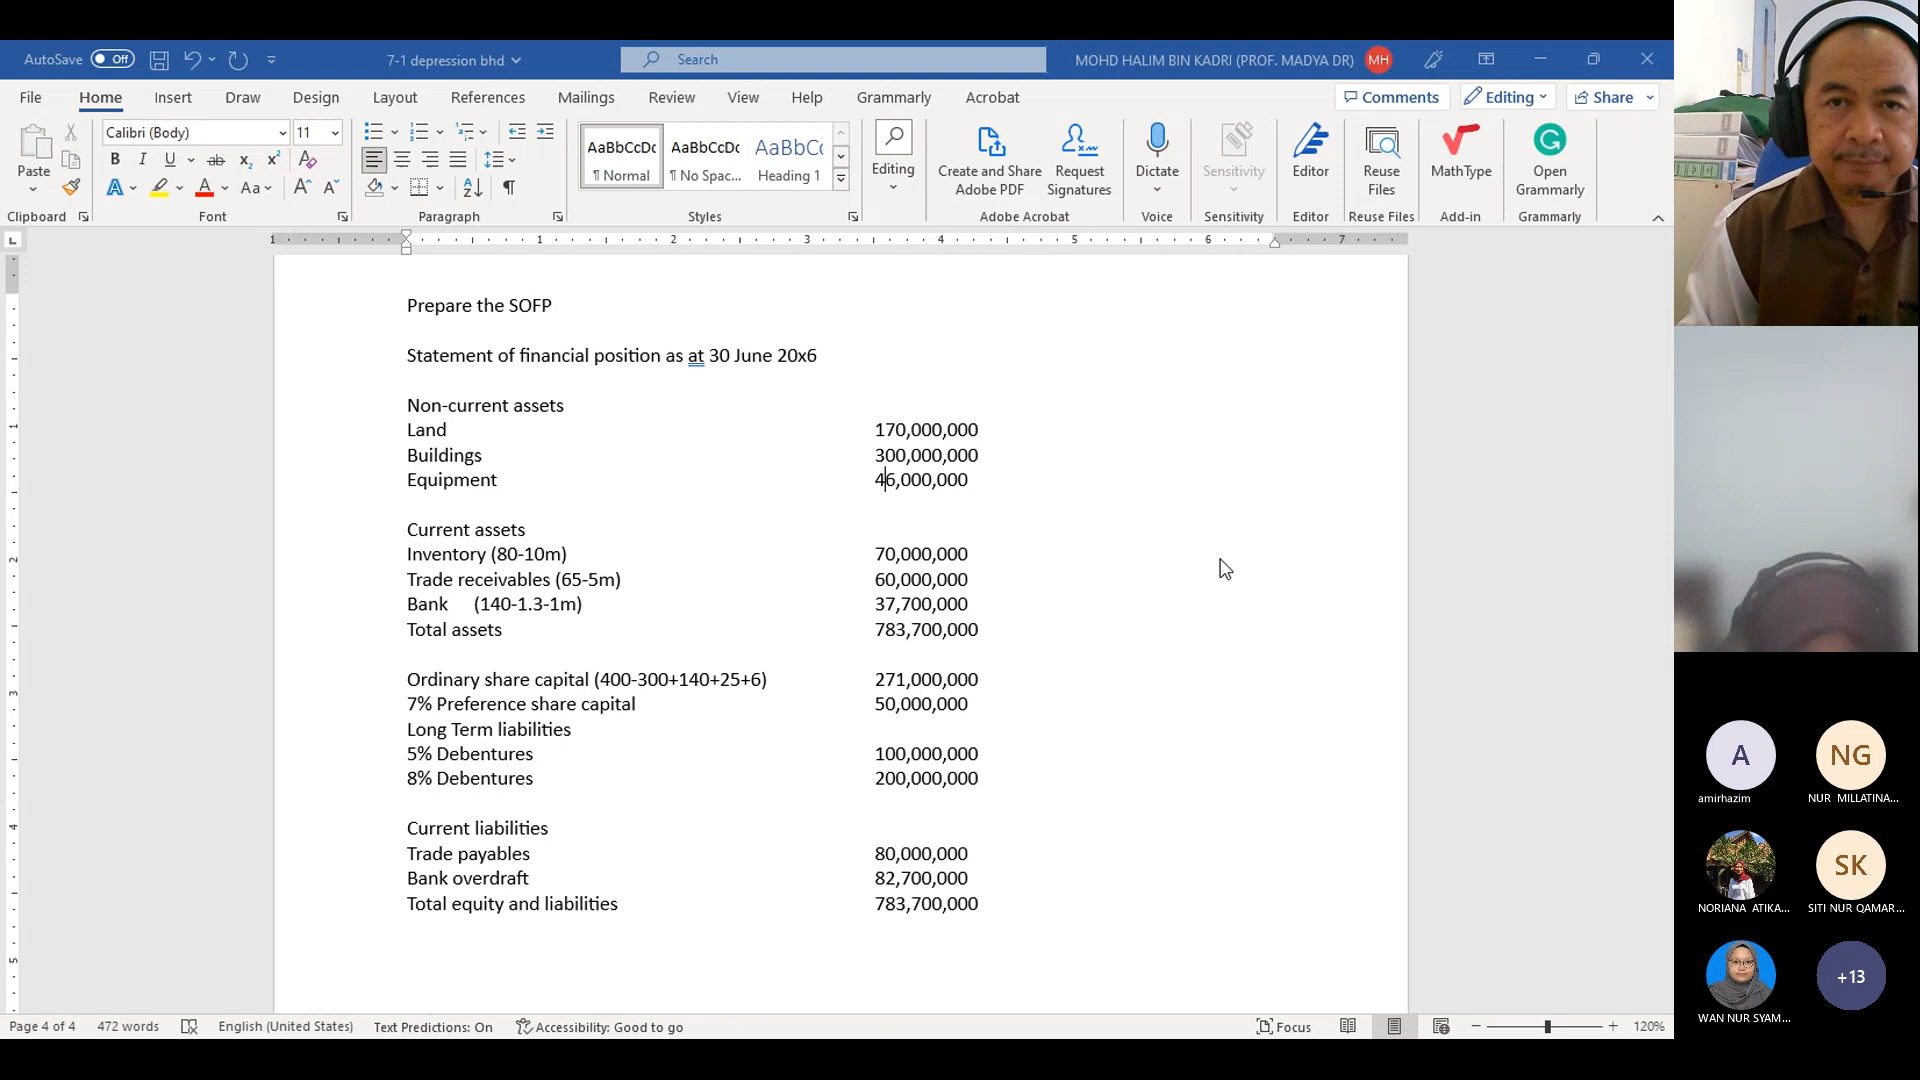 AutoSave Off
7-1 depression bhd
Search
MOHD HALIM BIN KADRI (PROF. MADYA DR) MH
File Home Insert Draw Design Layout References Mailings Review View Help Grammarly Acrobat
Comments Editing Share
Paste
Clipboard
Calibri (Body) 11
Font
Paragraph
AaBbCcDc AaBbCcDc AaBbCc
¶ Normal ¶ No Spac... Heading 1
Styles
Editing
Create and Share Adobe PDF
Request Signatures
Adobe Acrobat
Dictate
Voice
Sensitivity
Sensitivity
Editor
Editor
Reuse Files
Reuse Files
MathType
Add-in
Open Grammarly
Grammarly
1 1 2 3 4 5 6 7
Prepare the SOFP
Statement of financial position as at 30 June 20x6
Non-current assets
Land 170,000,000
Buildings 300,000,000
Equipment 46,000,000
Current assets
Inventory (80-10m) 70,000,000
Trade receivables (65-5m) 60,000,000
Bank (140-1.3-1m) 37,700,000
Total assets 783,700,000
Ordinary share capital (400-300+140+25+6) 271,000,000
7% Preference share capital 50,000,000
Long Term liabilities
5% Debentures 100,000,000
8% Debentures 200,000,000
Current liabilities
Trade payables 80,000,000
Bank overdraft 82,700,000
Total equity and liabilities 783,700,000
Page 4 of 4 472 words English (United States) Text Predictions: On Accessibility: Good to go Focus 120%
A NG
amirhazim NUR MILLATINA...
SK
NORIANA ATIKA... SITI NUR QAMAR...
+13
WAN NUR SYAM...